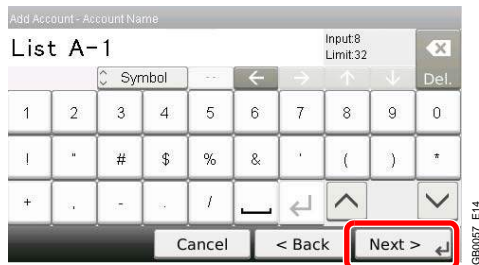 Add Account - Account Name
List A-1
Input:8
Limit:32
Symbol -- ← → ↑ ↓ Del.
1 2 3 4 5 6 7 8 9 0
! " # $ % & ' ( ) *
+ , - . /
Cancel < Back Next >
GB0057_E14